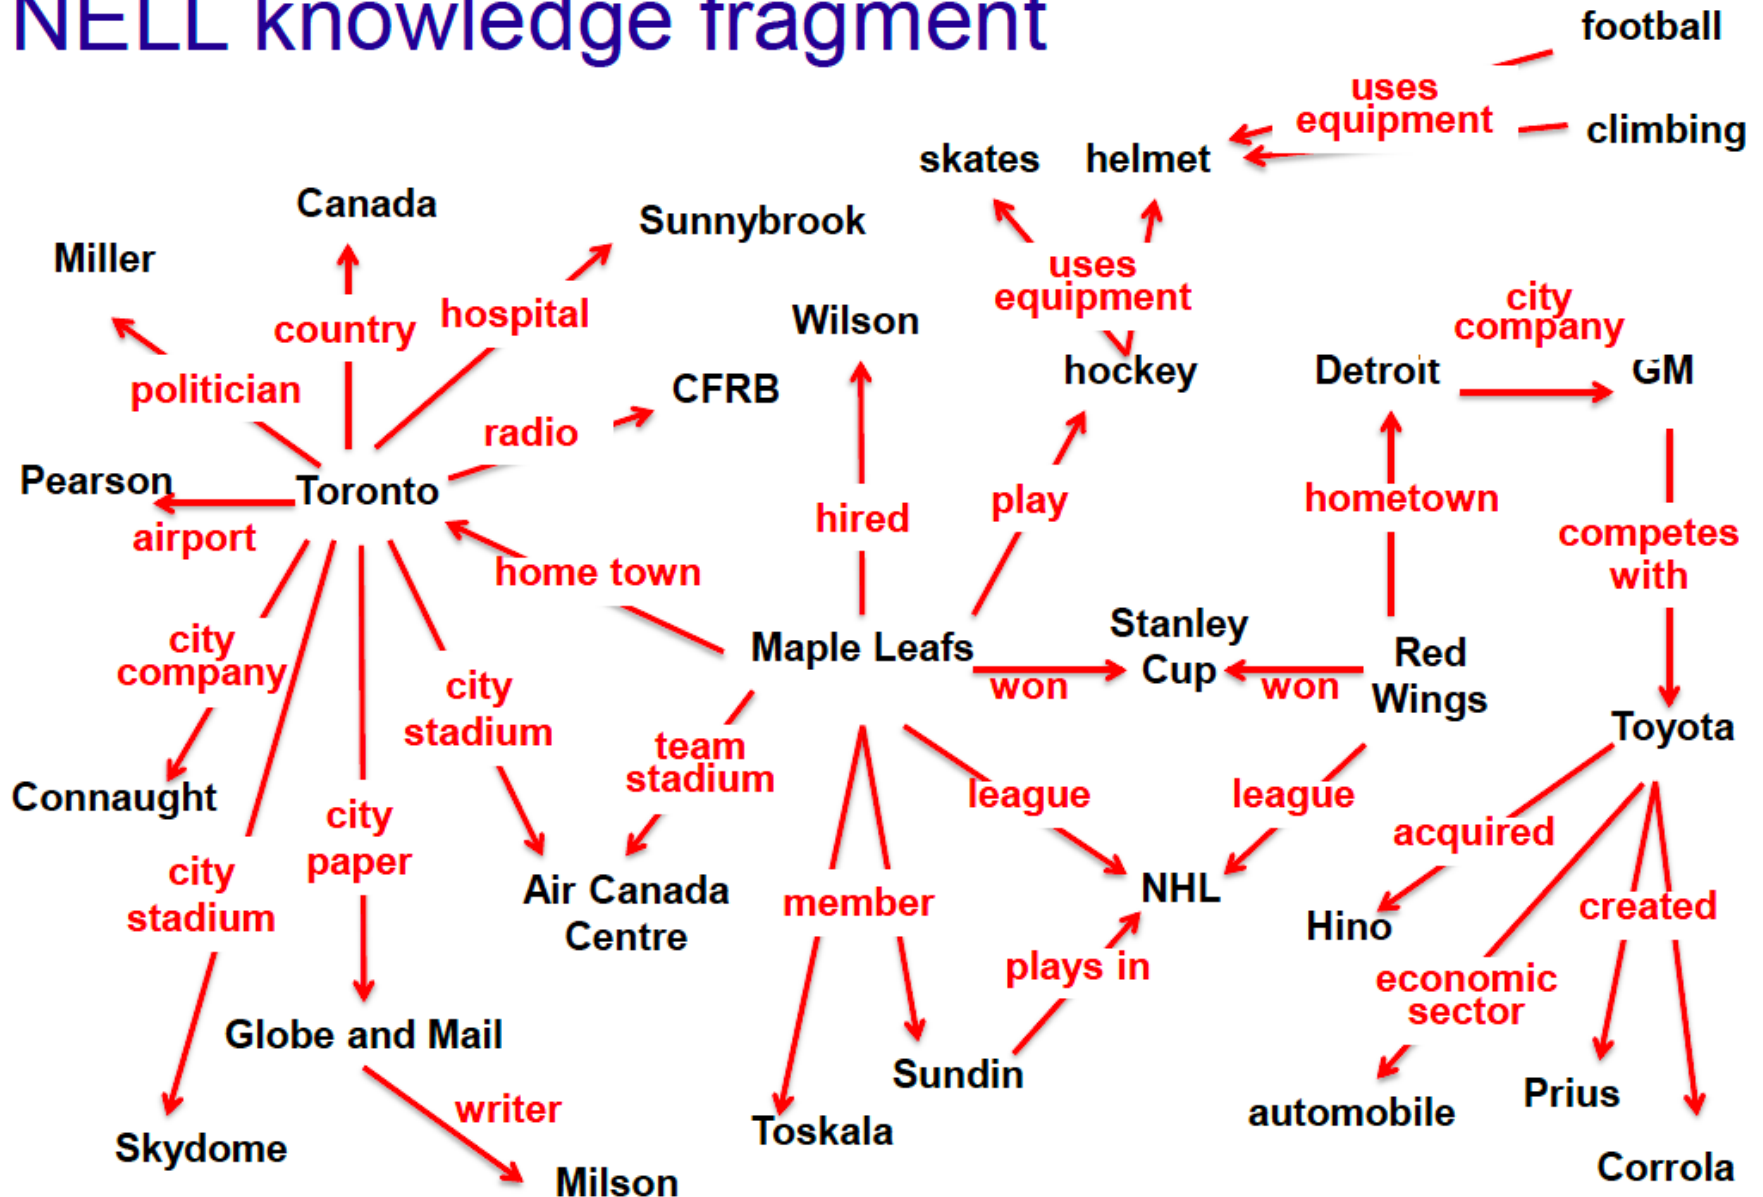 NELL knowledge fragment
football
uses
equipment
climbing
skates
helmet
Canada
Sunnybrook
Miller
uses
equipment
hospital
country
Wilson
city
company
politician
CFRB
hockey
Detroit
GM
radio
Pearson
Toronto
airport
hired
play
hometown
competes
with
home town
city
company
Maple Leafs
Stanley
Cup
won
won
Red
Wings
city
stadium
team
stadium
Toyota
Connaught
city
paper
league
league
acquired
city
stadium
Air Canada
Centre
member
NHL
Hino
created
plays in
economic
sector
Globe and Mail
Sundin
Toskala
automobile
Prius
writer
Skydome
Milson
Corrola